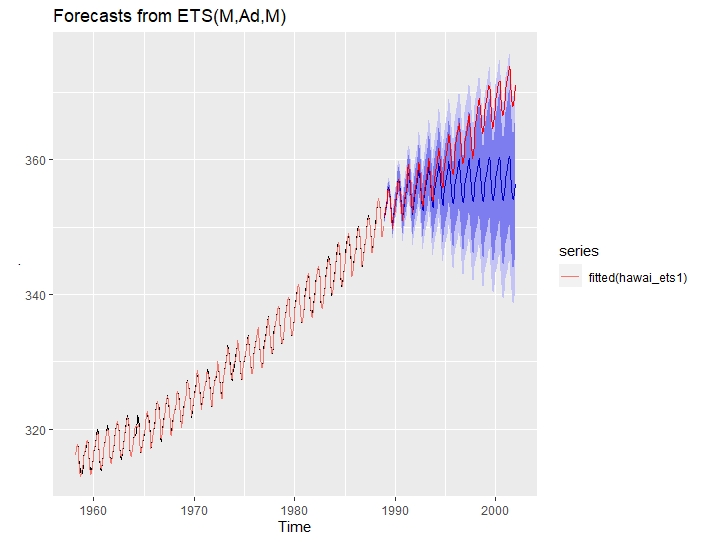 Forecasts from ETS(M,Ad,M)
360
340
320
1960
1970
1980
1990
2000
Time
series
fitted(hawai_ets1)